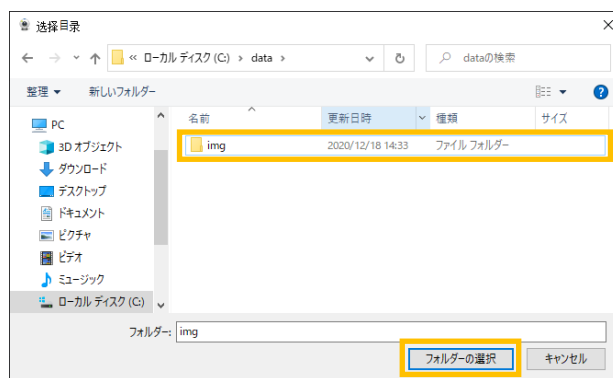 选择目录
« ローカル ディスク (C:) › data ›
dataの検索
整理 新しいフォルダー
名前 更新日時 種類 サイズ
img 2020/12/18 14:33 ファイル フォルダー
PC
3D オブジェクト
ダウンロード
デスクトップ
ドキュメント
ピクチャ
ビデオ
ミュージック
ローカル ディスク (C:)
フォルダー: img
フォルダーの選択 キャンセル